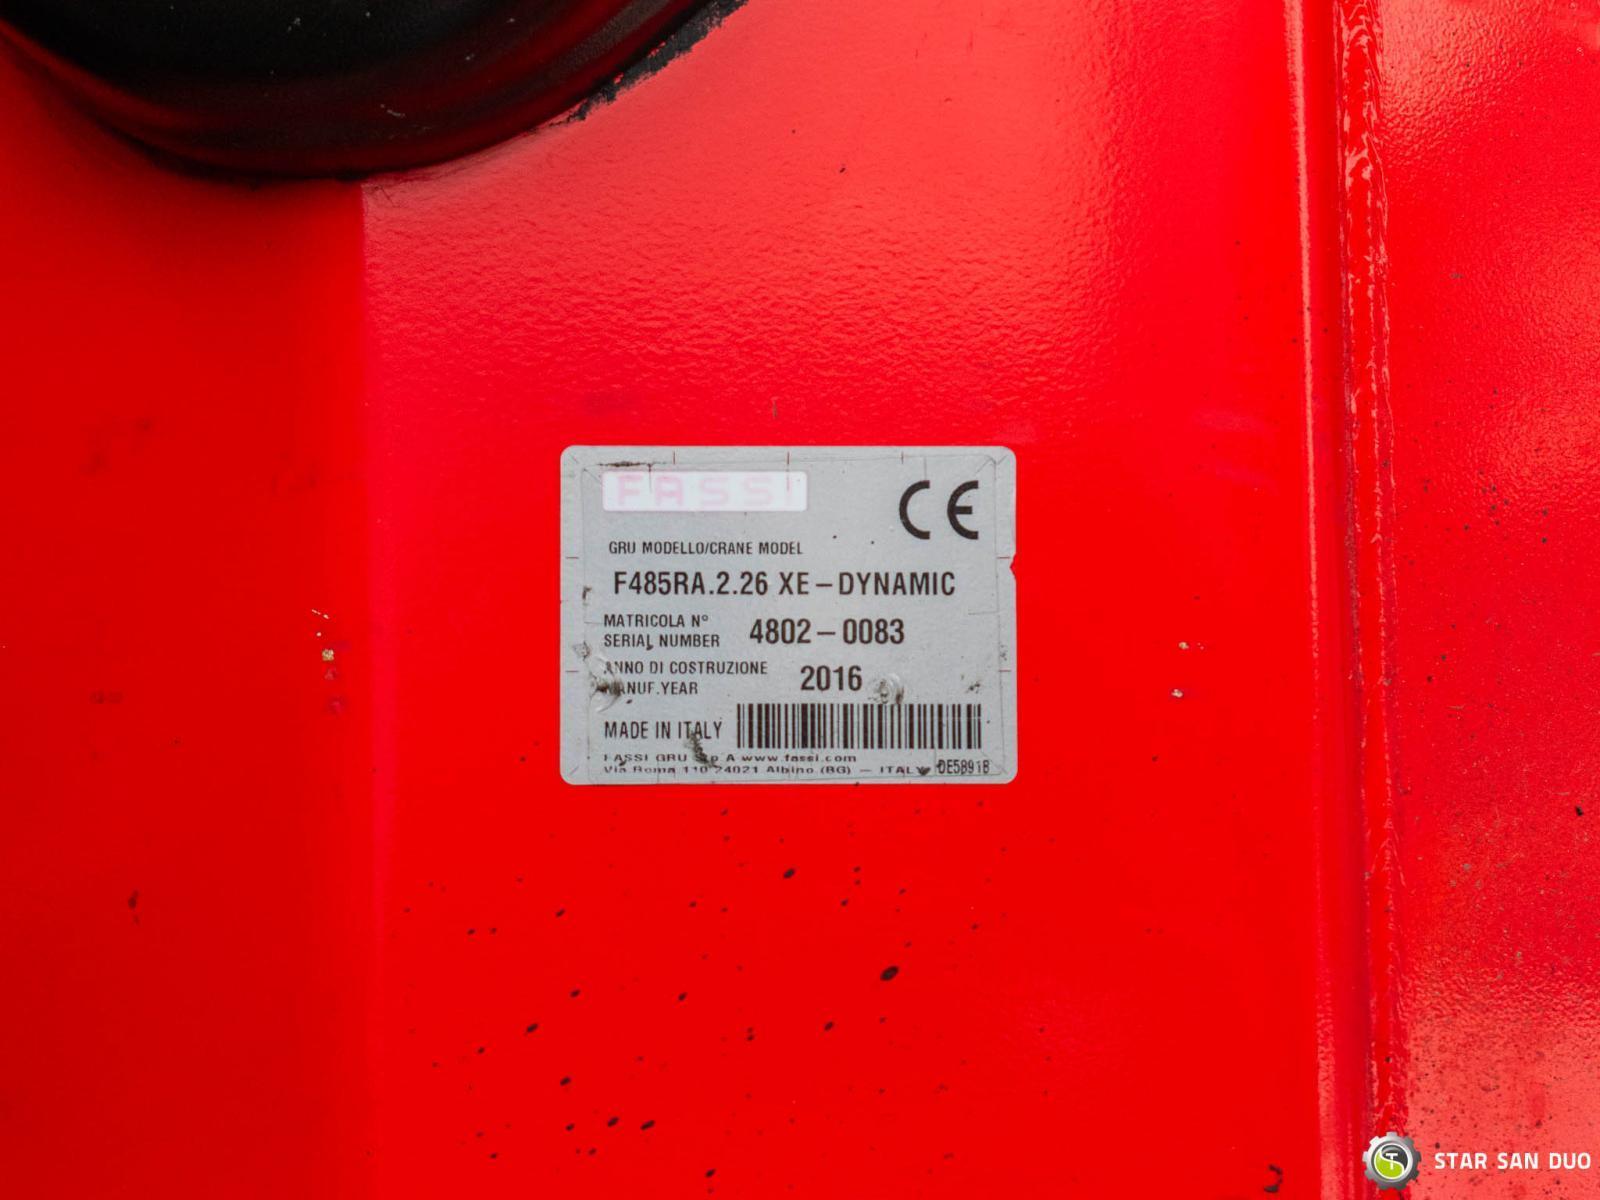 FASSI
CE
GRU MODELLO/CRANE MODEL
F485RA.2.26 XE-DYNAMIC
MATRICOLA N°
SERIAL NUMBER 4802-0083
ANNO DI COSTRUZIONE
MANUF.YEAR 2016
MADE IN ITALY
FASSI GRU S.p.A www.fassi.com
Via Roma 110 24021 Albino (BG) - ITALY DE5891B
STAR SAN DUO